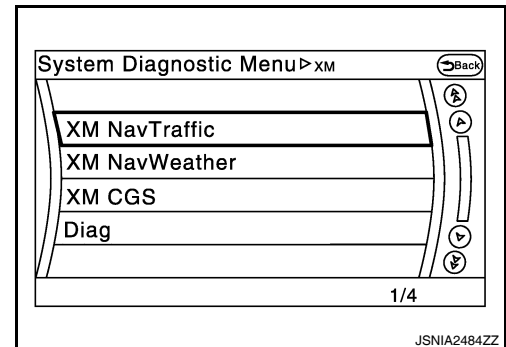 System Diagnostic Menu▷XM
Back
XM NavTraffic
XM NavWeather
XM CGS
Diag
1/4
JSNIA2484ZZ